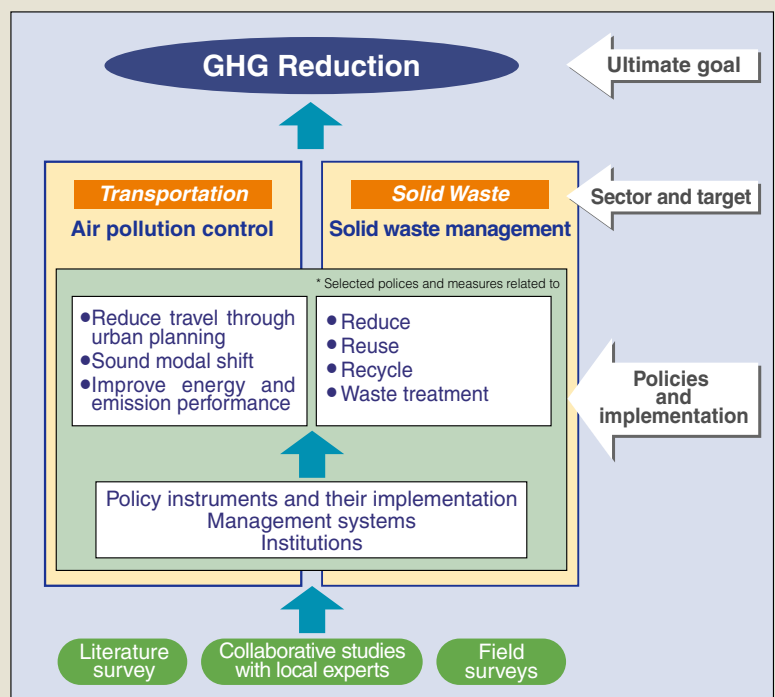 GHG Reduction
Ultimate goal
Transportation
Air pollution control
Solid Waste
Solid waste management
Sector and target
* Selected polices and measures related to
●Reduce travel through
urban planning
●Sound modal shift
●Improve energy and
emission performance
● Reduce
● Reuse
● Recycle
● Waste treatment
Policies
and
implementation
Policy instruments and their implementation
Management systems
Institutions
Literature
survey
Collaborative studies
with local experts
Field
surveys